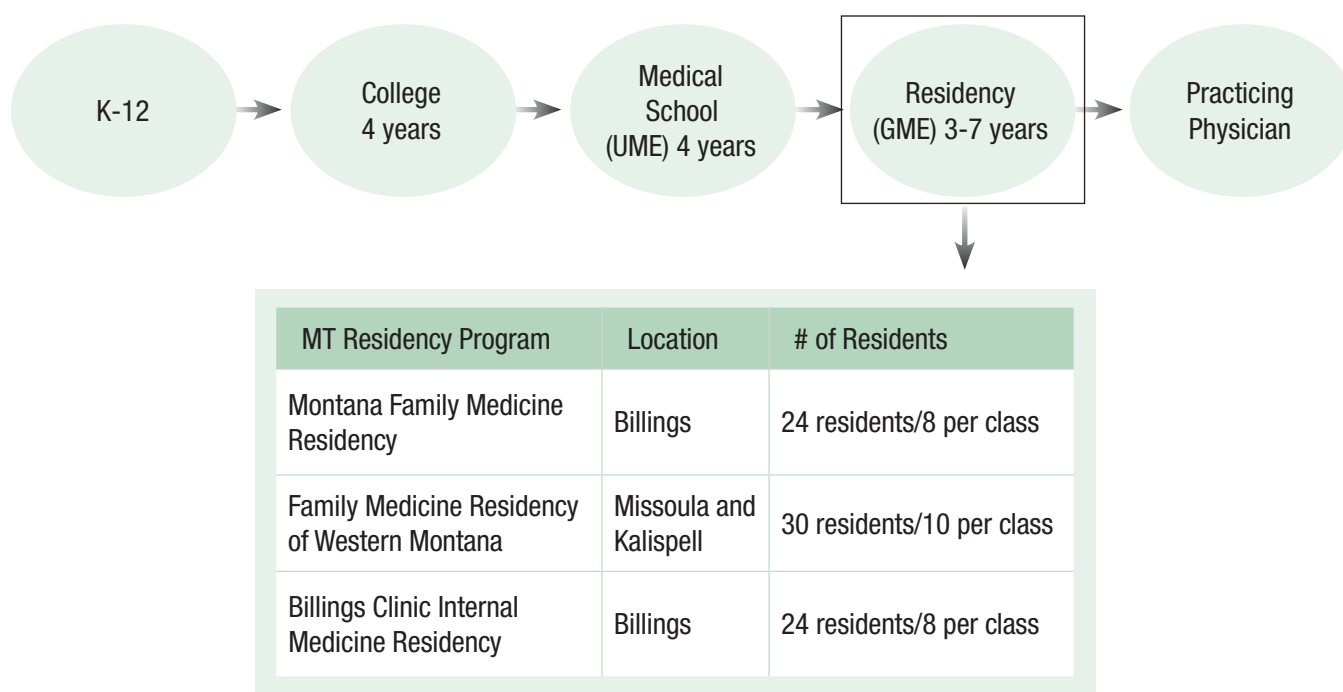 K-12
College
4 years
Medical
School
(UME) 4 years
Residency
(GME) 3-7 years
Practicing
Physician
MT Residency Program
Location
# of Residents
Montana Family Medicine
Residency
Billings
24 residents/8 per class
Family Medicine Residency
of Western Montana
Missoula and
Kalispell
30 residents/10 per class
Billings Clinic Internal
Medicine Residency
Billings
24 residents/8 per class